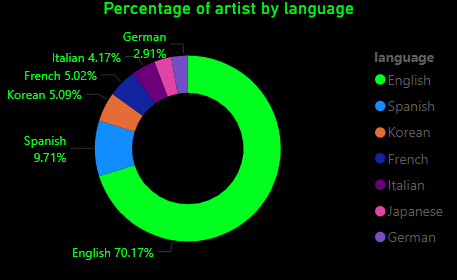 Percentage of artist by language
German
2.91%
Italian 4.17%
French 5.02%
Korean 5.09%
Spanish
9.71%
English 70.17%
language
English
Spanish
Korean
French
Italian
Japanese
German